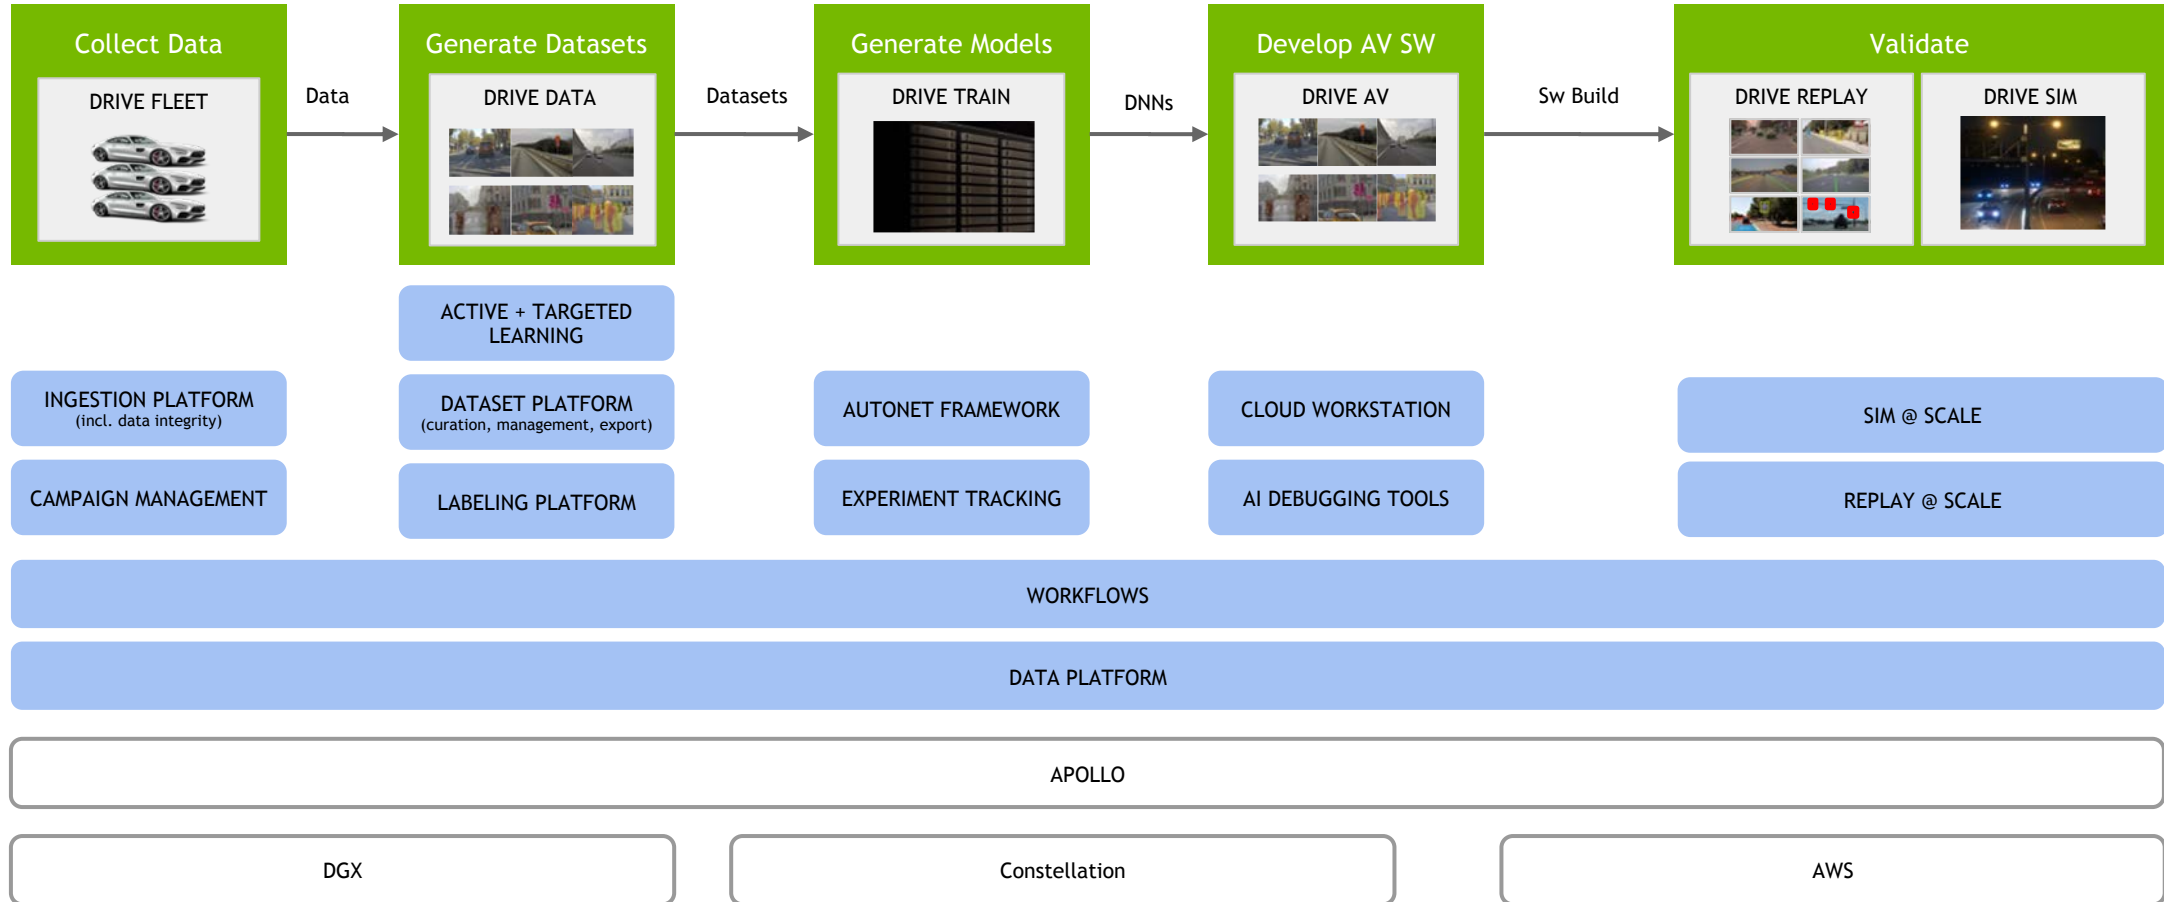 Collect Data
Generate Datasets
Generate Models
Develop AV SW
Validate
DRIVE FLEET
Data
DRIVE DATA
Datasets
DRIVE TRAIN
DNNs
DRIVE AV
Sw Build
DRIVE REPLAY
DRIVE SIM
ACTIVE + TARGETED
LEARNING
INGESTION PLATFORM
(incl. data integrity)
DATASET PLATFORM
(curation, management, export)
AUTONET FRAMEWORK
CLOUD WORKSTATION
SIM @ SCALE
CAMPAIGN MANAGEMENT
LABELING PLATFORM
EXPERIMENT TRACKING
AI DEBUGGING TOOLS
REPLAY @ SCALE
WORKFLOWS
DATA PLATFORM
APOLLO
DGX
Constellation
AWS